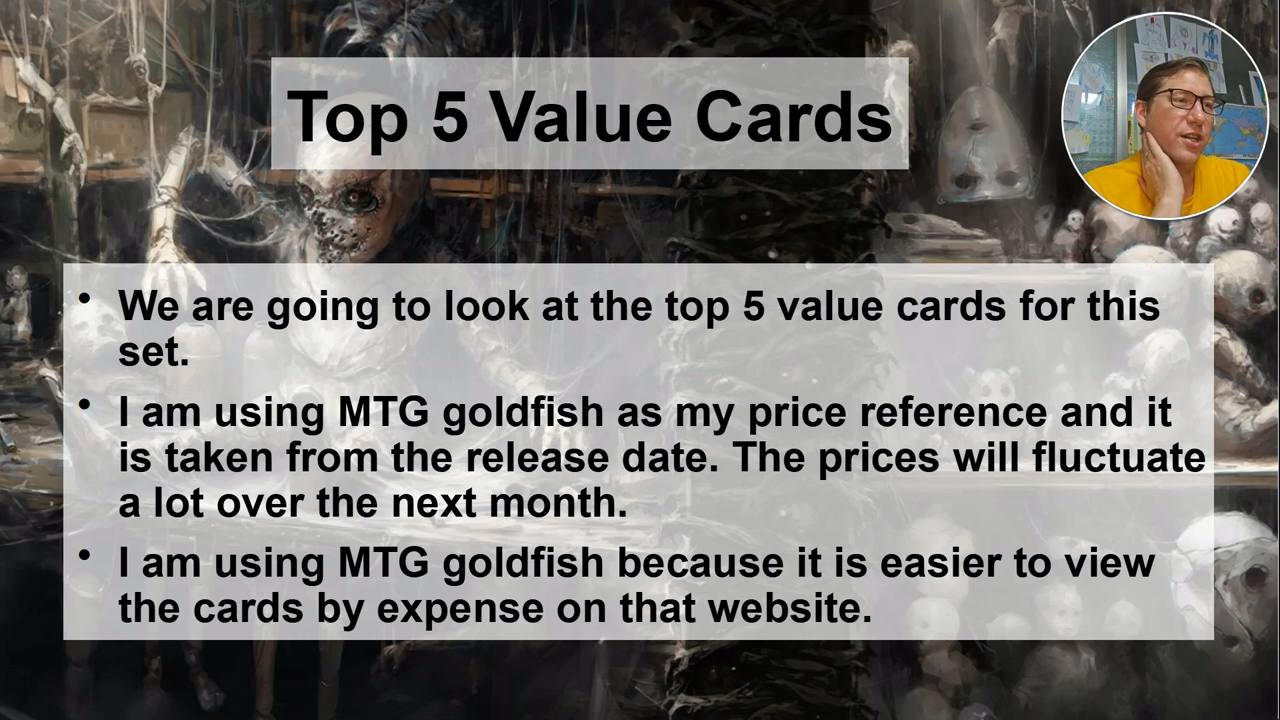 Top 5 Value Cards
• We are going to look at the top 5 value cards for this
set.
• I am using MTG goldfish as my price reference and it
is taken from the release date. The prices will fluctuate
a lot over the next month.
• I am using MTG goldfish because it is easier to view
the cards by expense on that website.